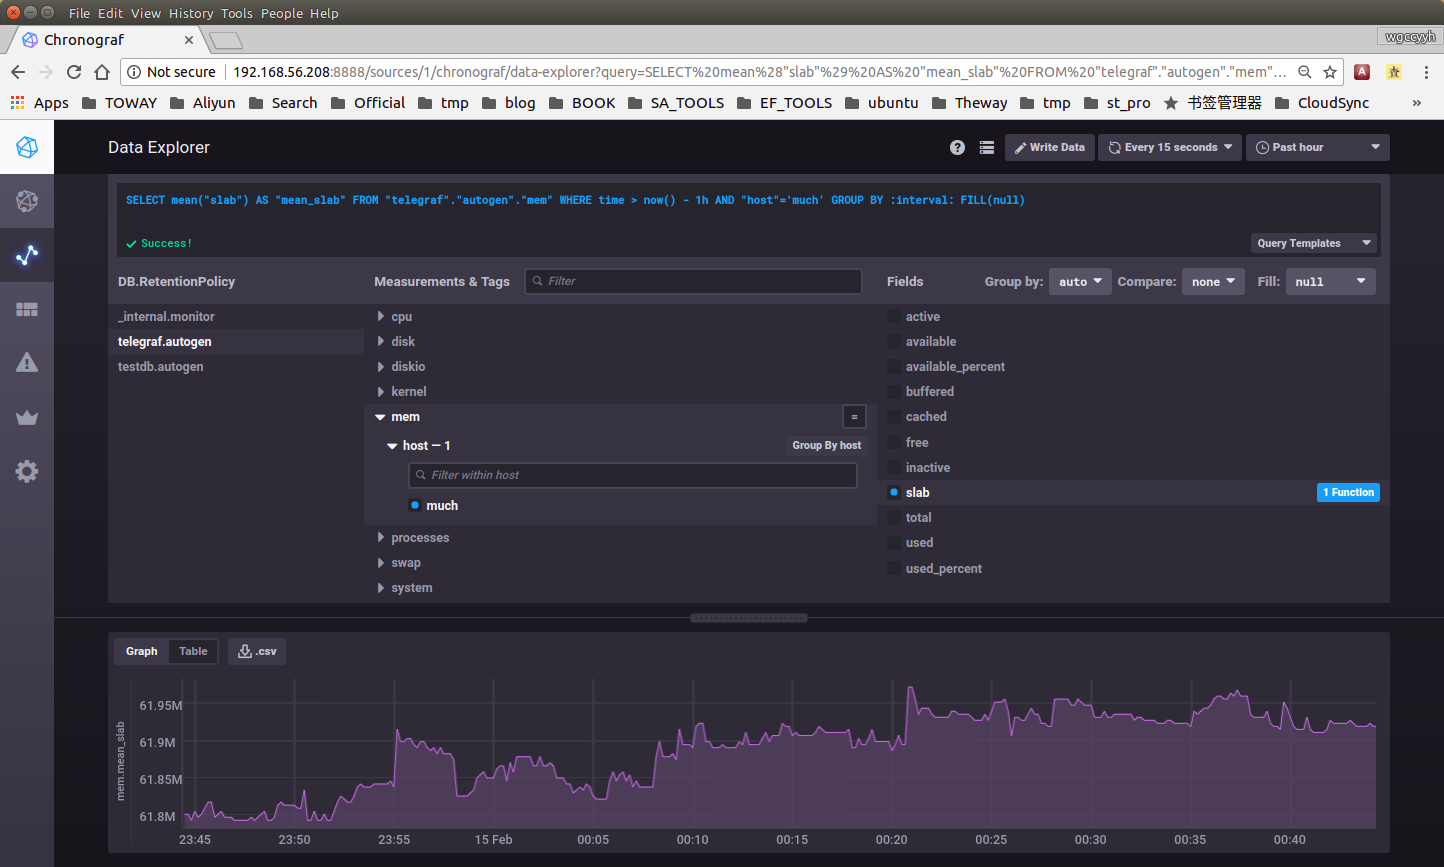 File Edit View History Tools People Help
Chronograf
wgccyyh
Not secure 192.168.56.208:8888/sources/1/chronograf/data-explorer?query=SELECT%20mean%28"slab"%29%20AS%20"mean_slab"%20FROM%20"telegraf"."autogen"."mem"...
Apps TOWAY Aliyun Search Official tmp blog BOOK SA_TOOLS EF_TOOLS ubuntu Theway tmp st_pro 书签管理器 CloudSync »
Data Explorer
? Write Data Every 15 seconds Past hour
SELECT mean("slab") AS "mean_slab" FROM "telegraf"."autogen"."mem" WHERE time > now() - 1h AND "host"='much' GROUP BY :interval: FILL(null)
Success!
Query Templates
DB.RetentionPolicy Measurements & Tags Filter Fields Group by: auto Compare: none Fill: null
_internal.monitor
telegraf.autogen
testdb.autogen
cpu
disk
diskio
kernel
mem =
host — 1 Group By host
Filter within host
much
processes
swap
system
active
available
available_percent
buffered
cached
free
inactive
slab 1 Function
total
used
used_percent
Graph Table .csv
mem.mean_slab
61.95M
61.9M
61.85M
61.8M
23:45 23:50 23:55 15 Feb 00:05 00:10 00:15 00:20 00:25 00:30 00:35 00:40